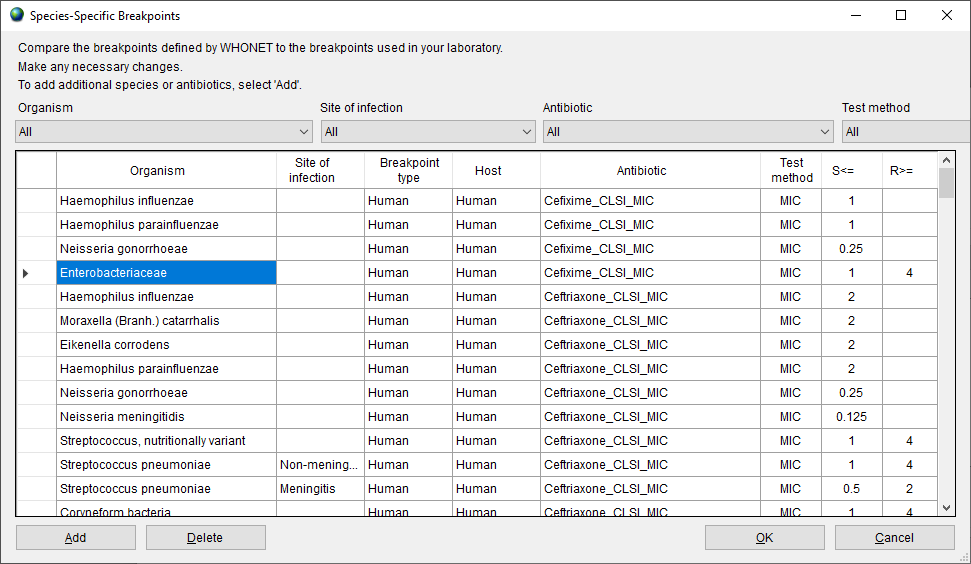 Species-Specific Breakpoints
Compare the breakpoints defined by WHONET to the breakpoints used in your laboratory.
Make any necessary changes.
To add additional species or antibiotics, select 'Add'.
Organism Site of infection Antibiotic Test method
All All All All
Organism Site of infection Breakpoint type Host Antibiotic Test method S<= R>=
Haemophilus influenzae Human Human Cefixime_CLSI_MIC MIC 1
Haemophilus parainfluenzae Human Human Cefixime_CLSI_MIC MIC 1
Neisseria gonorrhoeae Human Human Cefixime_CLSI_MIC MIC 0.25
Enterobacteriaceae Human Human Cefixime_CLSI_MIC MIC 1 4
Haemophilus influenzae Human Human Ceftriaxone_CLSI_MIC MIC 2
Moraxella (Branh.) catarrhalis Human Human Ceftriaxone_CLSI_MIC MIC 2
Eikenella corrodens Human Human Ceftriaxone_CLSI_MIC MIC 2
Haemophilus parainfluenzae Human Human Ceftriaxone_CLSI_MIC MIC 2
Neisseria gonorrhoeae Human Human Ceftriaxone_CLSI_MIC MIC 0.25
Neisseria meningitidis Human Human Ceftriaxone_CLSI_MIC MIC 0.125
Streptococcus, nutritionally variant Human Human Ceftriaxone_CLSI_MIC MIC 1 4
Streptococcus pneumoniae Non-mening... Human Human Ceftriaxone_CLSI_MIC MIC 1 4
Streptococcus pneumoniae Meningitis Human Human Ceftriaxone_CLSI_MIC MIC 0.5 2
Coryneform bacteria Human Human Ceftriaxone_CLSI_MIC MIC 1 4
Add Delete OK Cancel